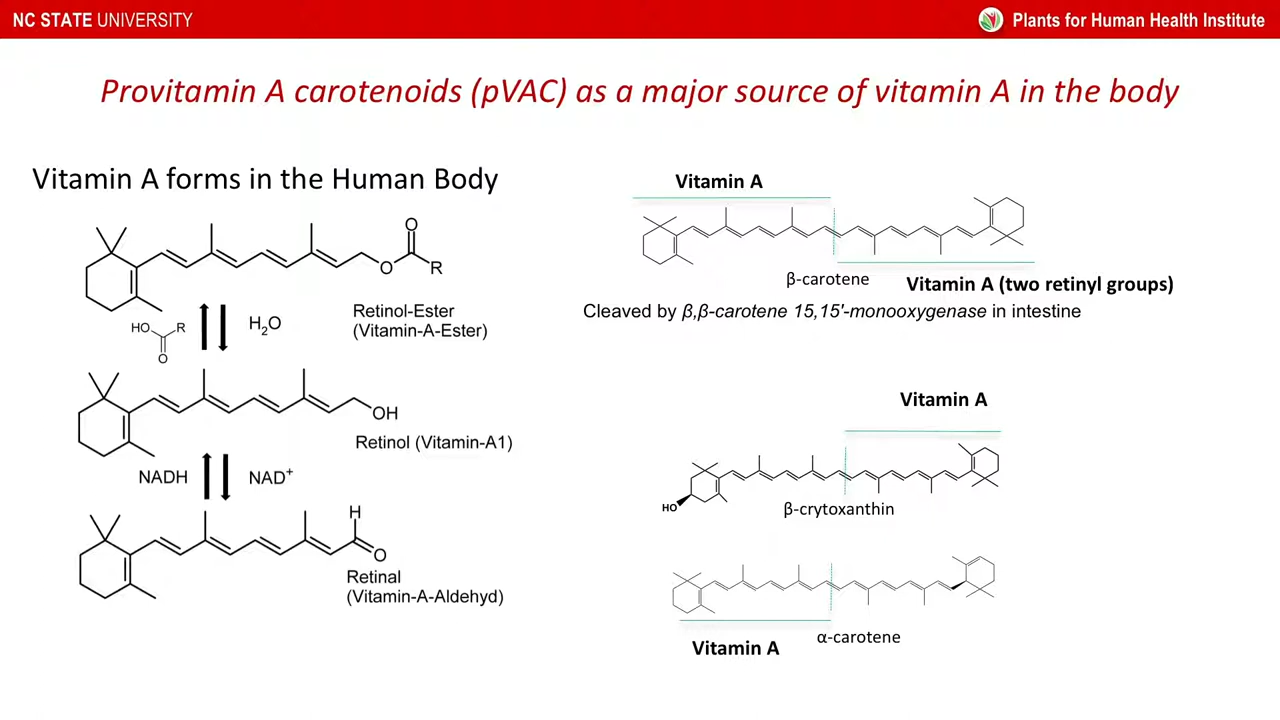 NC STATE UNIVERSITY
Plants for Human Health Institute
Provitamin A carotenoids (pVAC) as a major source of vitamin A in the body
Vitamin A forms in the Human Body
O
O
R
Retinol-Ester
(Vitamin-A-Ester)
HO
R
O
H2O
OH
Retinol (Vitamin-A1)
NADH
NAD+
H
O
Retinal
(Vitamin-A-Aldehyd)
Vitamin A
β-carotene
Vitamin A (two retinyl groups)
Cleaved by β,β-carotene 15,15'-monooxygenase in intestine
Vitamin A
HO
β-crytoxanthin
α-carotene
Vitamin A